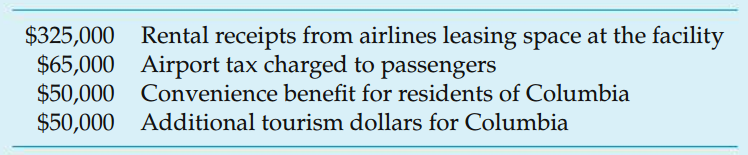 $325,000 Rental receipts from airlines leasing space at the facility
$65,000 Airport tax charged to passengers
$50,000 Convenience benefit for residents of Columbia
$50,000 Additional tourism dollars for Columbia